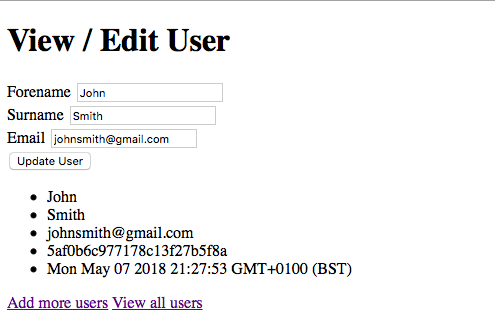 View / Edit User
Forename John
Surname Smith
Email johnsmith@gmail.com
Update User
John
Smith
johnsmith@gmail.com
5af0b6c977178c13f27b5f8a
Mon May 07 2018 21:27:53 GMT+0100 (BST)
Add more users View all users